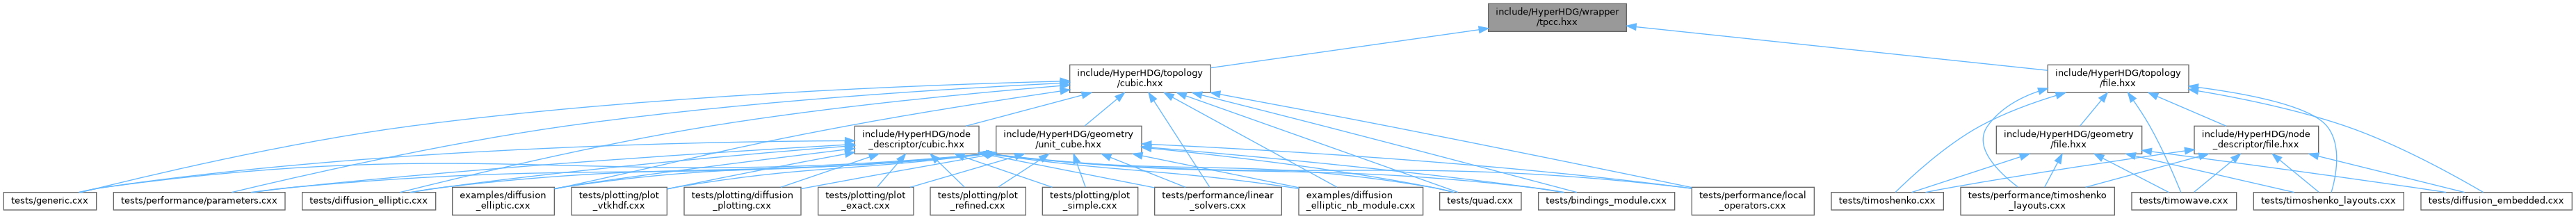 include/HyperHDG/wrapper
/tpcc.hxx
include/HyperHDG/topology
/cubic.hxx
include/HyperHDG/topology
/file.hxx
include/HyperHDG/node
_descriptor/cubic.hxx
include/HyperHDG/geometry
/unit_cube.hxx
include/HyperHDG/geometry
/file.hxx
include/HyperHDG/node
_descriptor/file.hxx
tests/generic.cxx
tests/performance/parameters.cxx
tests/diffusion_elliptic.cxx
examples/diffusion
_elliptic.cxx
tests/plotting/plot
_vtkhdf.cxx
tests/plotting/diffusion
_plotting.cxx
tests/plotting/plot
_exact.cxx
tests/plotting/plot
_refined.cxx
tests/plotting/plot
_simple.cxx
tests/performance/linear
_solvers.cxx
examples/diffusion
_elliptic_nb_module.cxx
tests/quad.cxx
tests/bindings_module.cxx
tests/performance/local
_operators.cxx
tests/timoshenko.cxx
tests/performance/timoshenko
_layouts.cxx
tests/timowave.cxx
tests/timoshenko_layouts.cxx
tests/diffusion_embedded.cxx